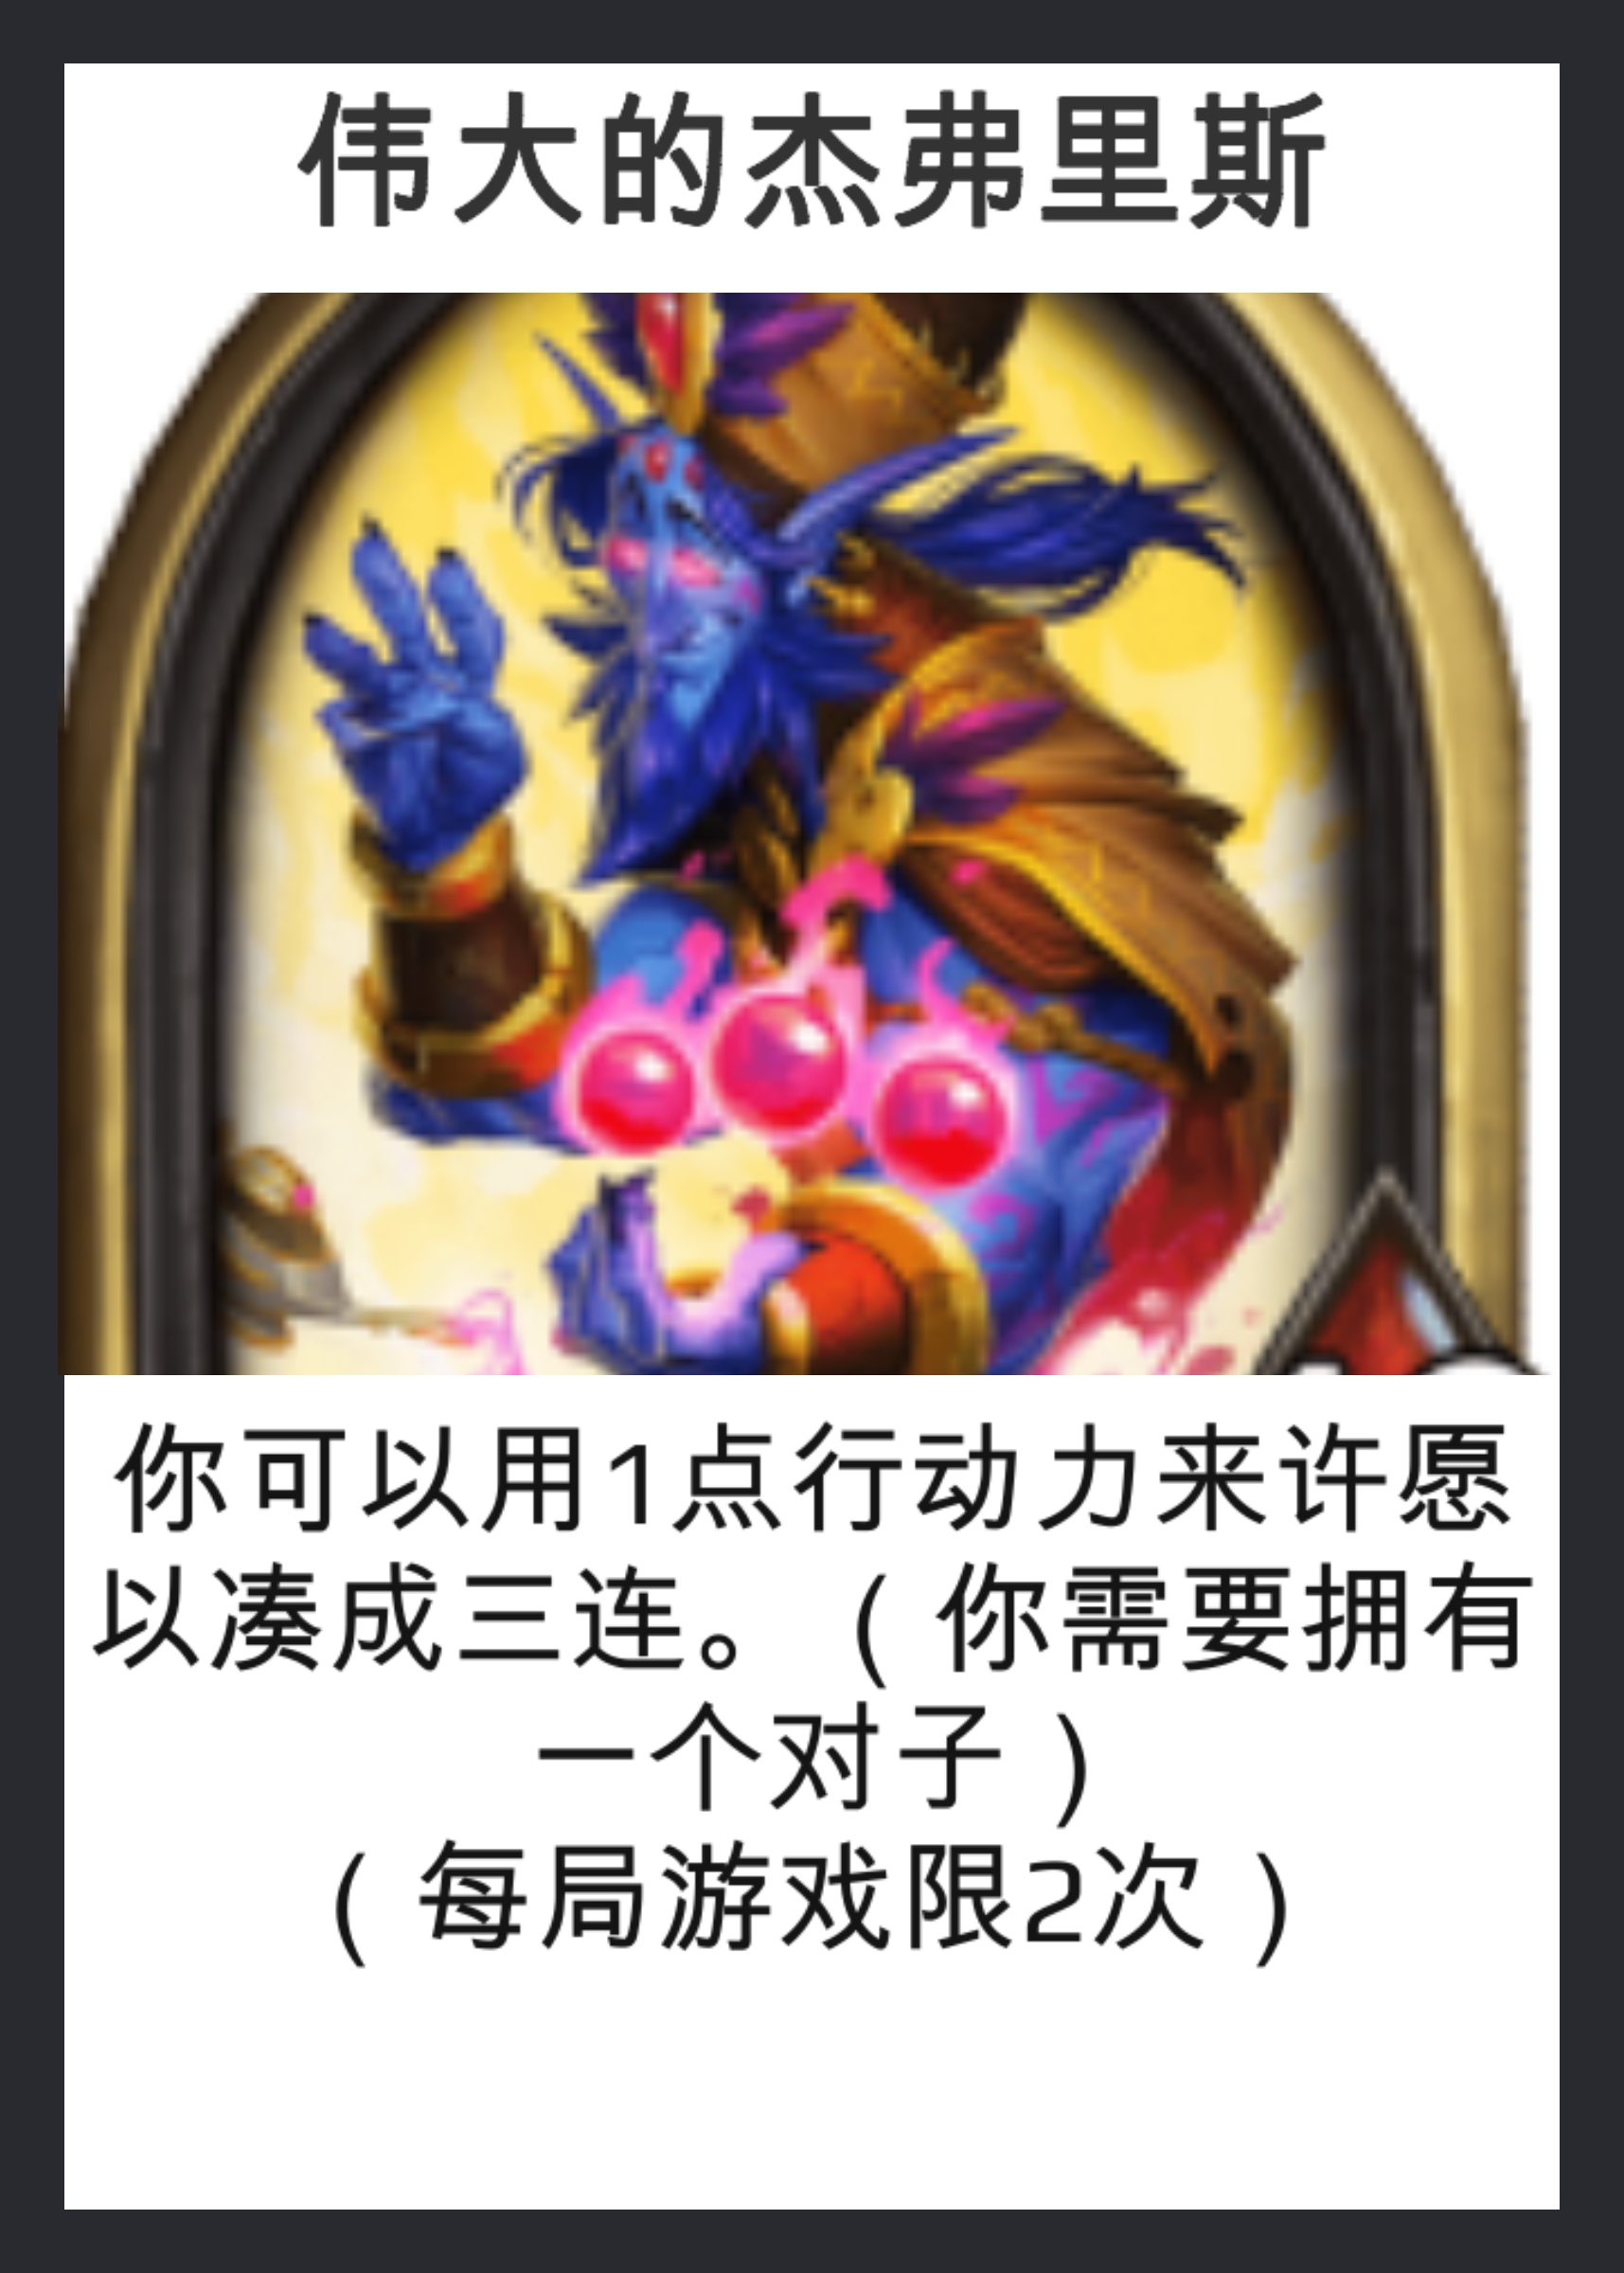 伟大的杰弗里斯
你可以用1点行动力来许愿
以凑成三连。（你需要拥有
一个对子）
（每局游戏限2次）